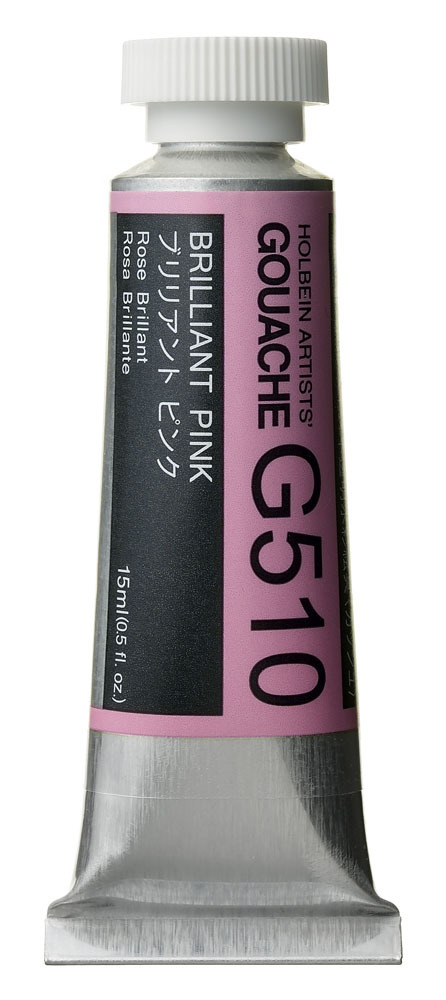 HOLBEIN ARTISTS'
GOUACHE G510
BRILLIANT PINK
ブリリアント ピンク
Rose Brillant
Rosa Brillante
15ml(0.5 fl. oz.)